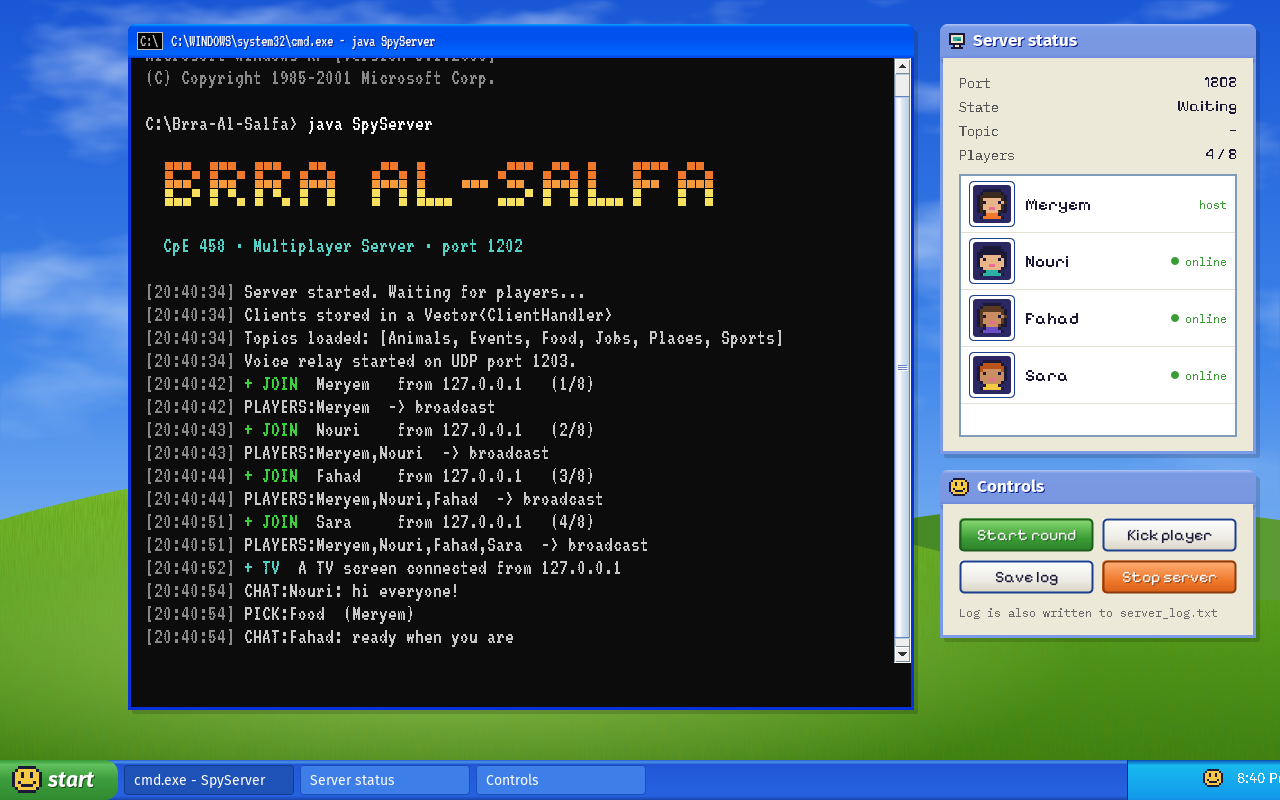 C:\ C:\WINDOWS\system32\cmd.exe - java SpyServer
(C) Copyright 1985-2001 Microsoft Corp.
C:\Brra-Al-Salfa> java SpyServer
BRRA AL-SALFA
CpE 458 · Multiplayer Server · port 1202
[20:40:34] Server started. Waiting for players...
[20:40:34] Clients stored in a Vector<ClientHandler>
[20:40:34] Topics loaded: [Animals, Events, Food, Jobs, Places, Sports]
[20:40:34] Voice relay started on UDP port 1203.
[20:40:42] + JOIN  Meryem   from 127.0.0.1   (1/8)
[20:40:42] PLAYERS:Meryem  -> broadcast
[20:40:43] + JOIN  Nouri    from 127.0.0.1   (2/8)
[20:40:43] PLAYERS:Meryem,Nouri  -> broadcast
[20:40:44] + JOIN  Fahad    from 127.0.0.1   (3/8)
[20:40:44] PLAYERS:Meryem,Nouri,Fahad  -> broadcast
[20:40:51] + JOIN  Sara     from 127.0.0.1   (4/8)
[20:40:51] PLAYERS:Meryem,Nouri,Fahad,Sara  -> broadcast
[20:40:52] + TV  A TV screen connected from 127.0.0.1
[20:40:54] CHAT:Nouri: hi everyone!
[20:40:54] PICK:Food  (Meryem)
[20:40:54] CHAT:Fahad: ready when you are
Server status
Port 1202
State Waiting
Topic -
Players 4/8
Meryem host
Nouri online
Fahad online
Sara online
Controls
Start round Kick player
Save log Stop server
Log is also written to server_log.txt
start cmd.exe - SpyServer Server status Controls 8:40